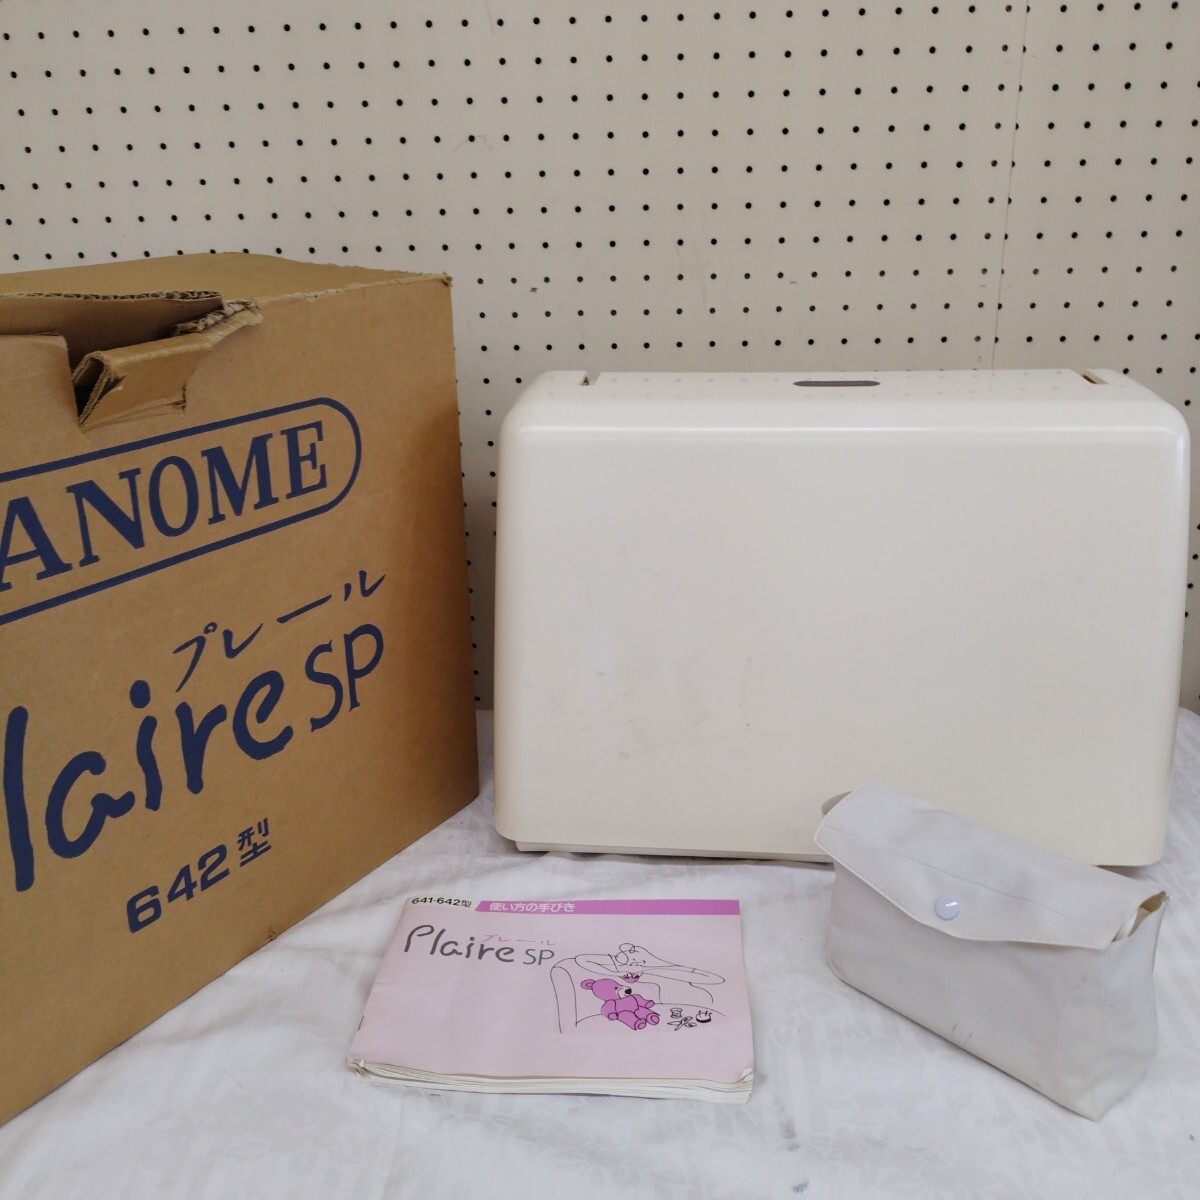 ANOME
プレール
Plaire SP
642型
641・642型 使い方の手びき
プレール
Plaire SP